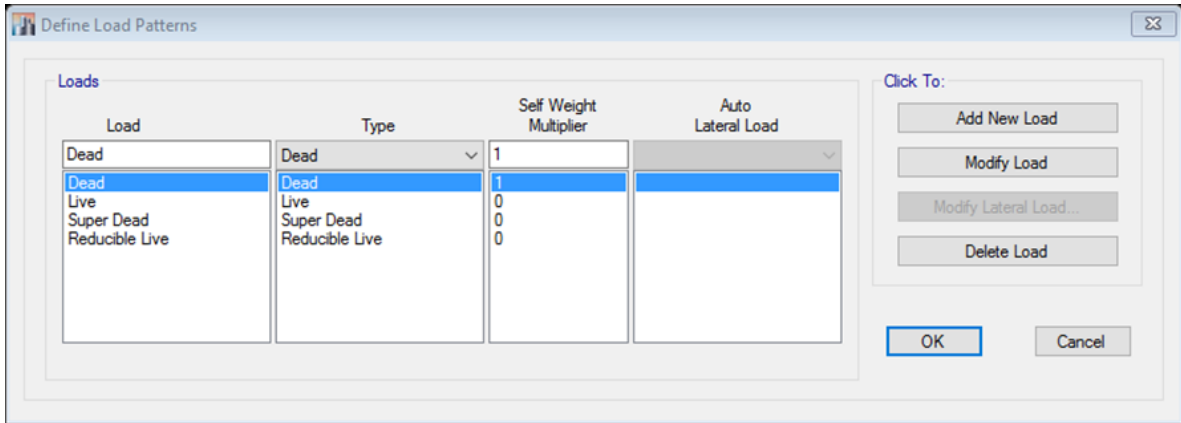 Define Load Patterns
Loads
Click To:
Load Type Self Weight Multiplier Auto Lateral Load
Dead Dead 1
Dead Dead 1
Live Live 0
Super Dead Super Dead 0
Reducible Live Reducible Live 0
Add New Load
Modify Load
Modify Lateral Load...
Delete Load
OK Cancel